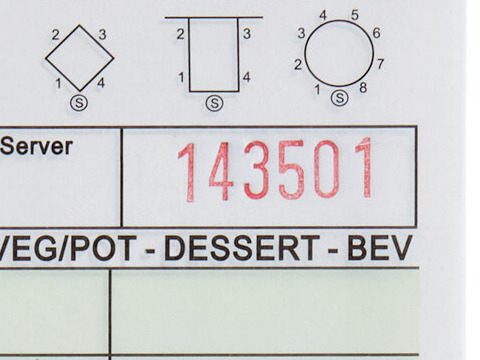 2 3 1 4 S
2 3 1 4 S
4 5 3 6 2 7 1 8 S
Server
143501
VEG/POT - DESSERT - BEV